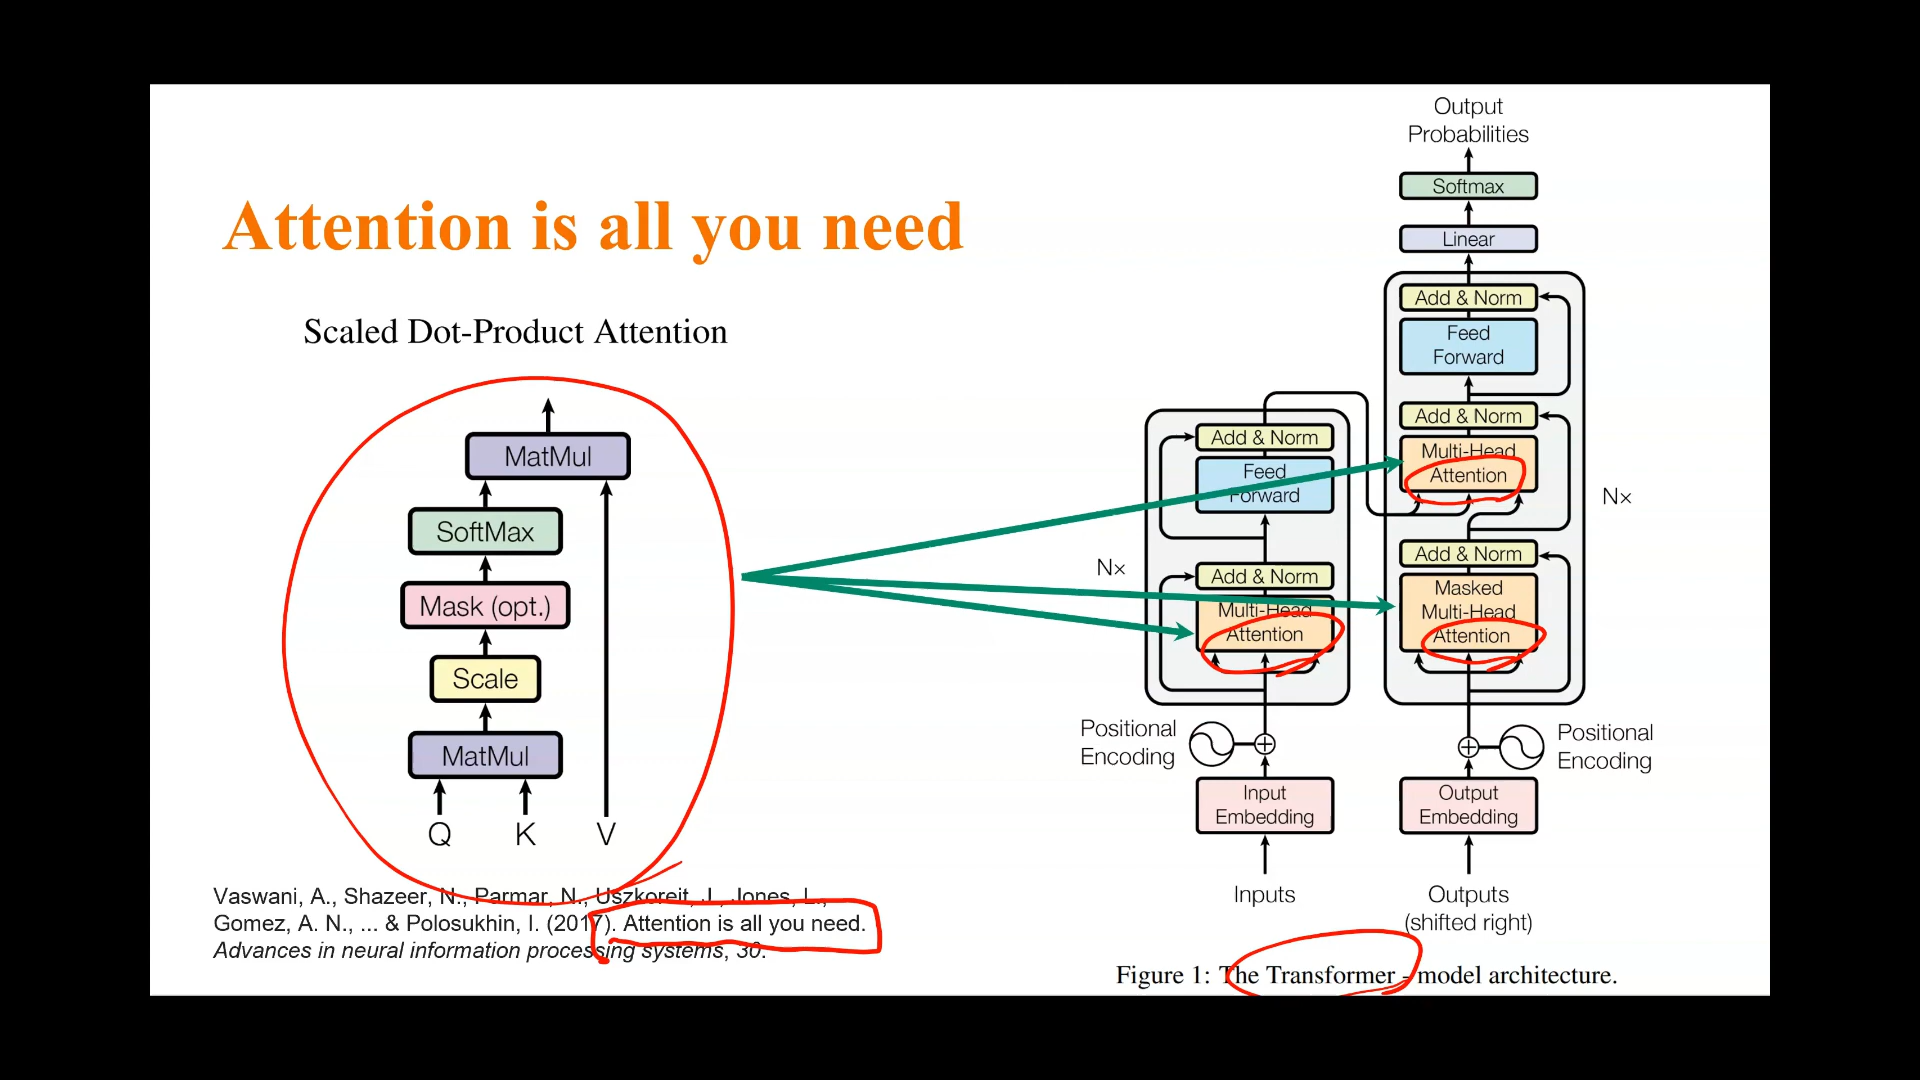 Attention is all you need
Scaled Dot-Product Attention
MatMul
SoftMax
Mask (opt.)
Scale
MatMul
Q K V
Vaswani, A., Shazeer, N., Parmar, N., Uszkoreit, J., Jones, L.,
Gomez, A. N., ... & Polosukhin, I. (2017). Attention is all you need.
Advances in neural information processing systems, 30.
Output
Probabilities
Softmax
Linear
Add & Norm
Feed
Forward
Add & Norm
Multi-Head
Attention
Nx
Add & Norm
Masked
Multi-Head
Attention
Positional
Encoding
Output
Embedding
Outputs
(shifted right)
Add & Norm
Feed
Forward
Nx
Add & Norm
Multi-Head
Attention
Positional
Encoding
Input
Embedding
Inputs
Figure 1: The Transformer - model architecture.